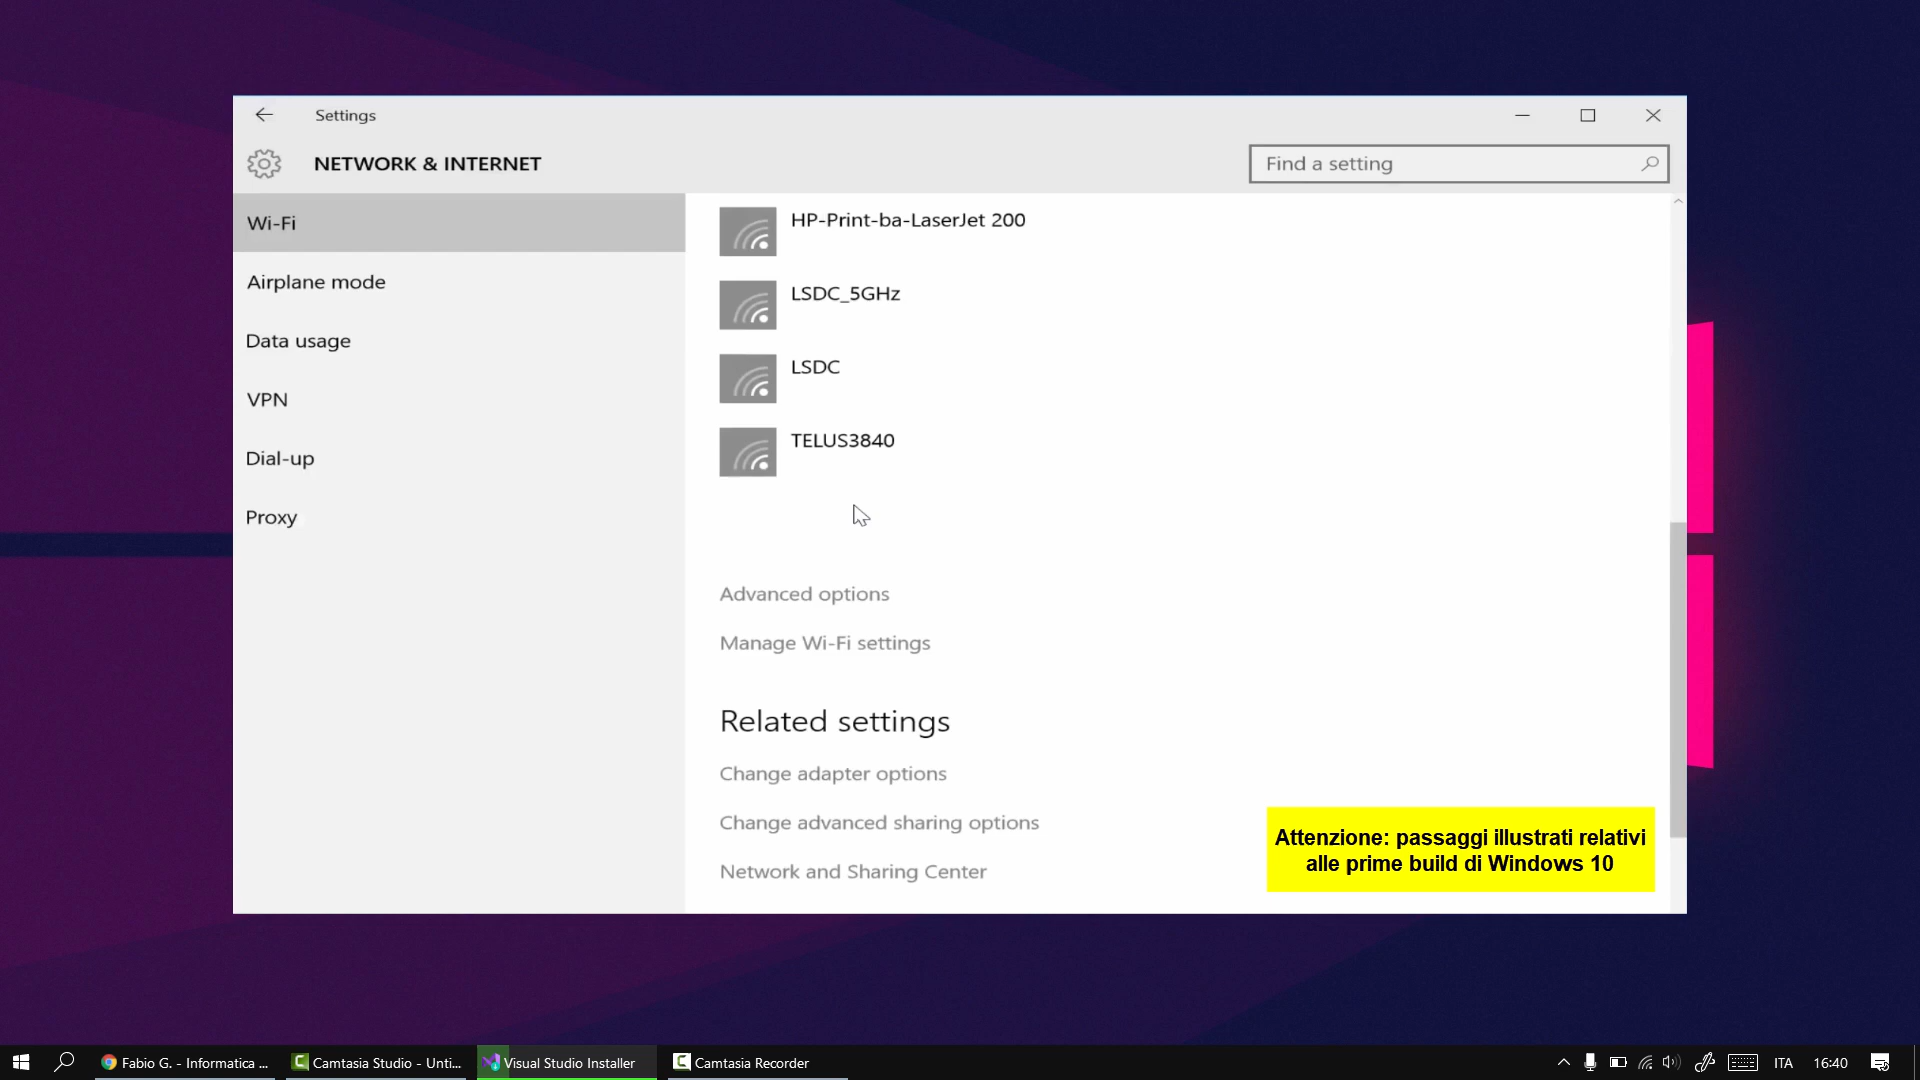 Settings
NETWORK & INTERNET
Find a setting
Wi-Fi
Airplane mode
Data usage
VPN
Dial-up
Proxy
HP-Print-ba-LaserJet 200
LSDC_5GHz
LSDC
TELUS3840
Advanced options
Manage Wi-Fi settings
Related settings
Change adapter options
Change advanced sharing options
Network and Sharing Center
Attenzione: passaggi illustrati relativi
alle prime build di Windows 10
Fabio G. - Informatica ...
Camtasia Studio - Unti...
Visual Studio Installer
Camtasia Recorder
ITA
16:40